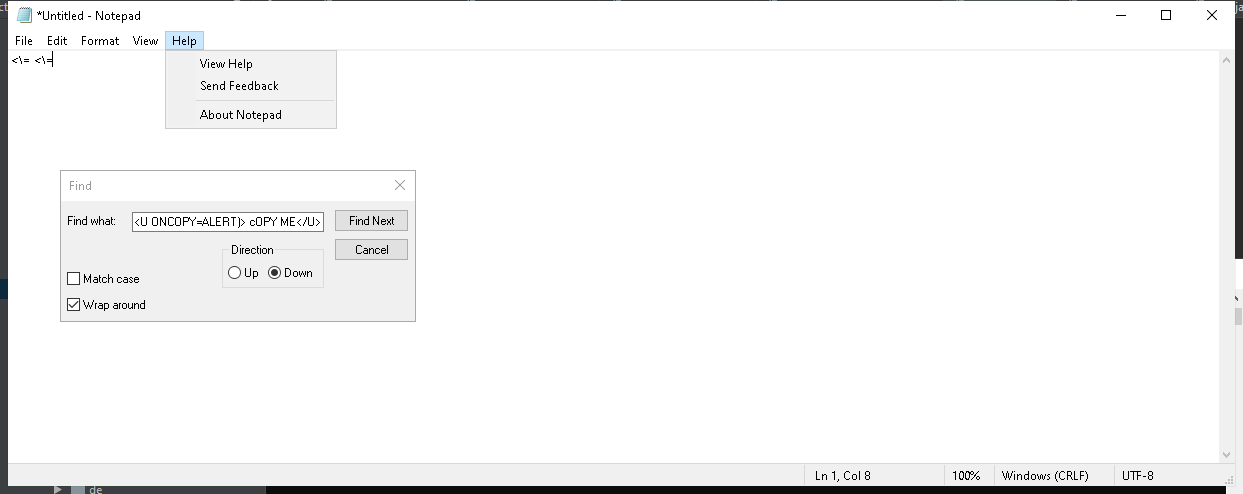 *Untitled - Notepad
File Edit Format View Help
<\= <\=
View Help
Send Feedback
About Notepad
Find
Find what: <U ONCOPY=ALERT)> cOPY ME</U> Find Next
Direction Cancel
Up Down
Match case
Wrap around
Ln 1, Col 8 100% Windows (CRLF) UTF-8
de